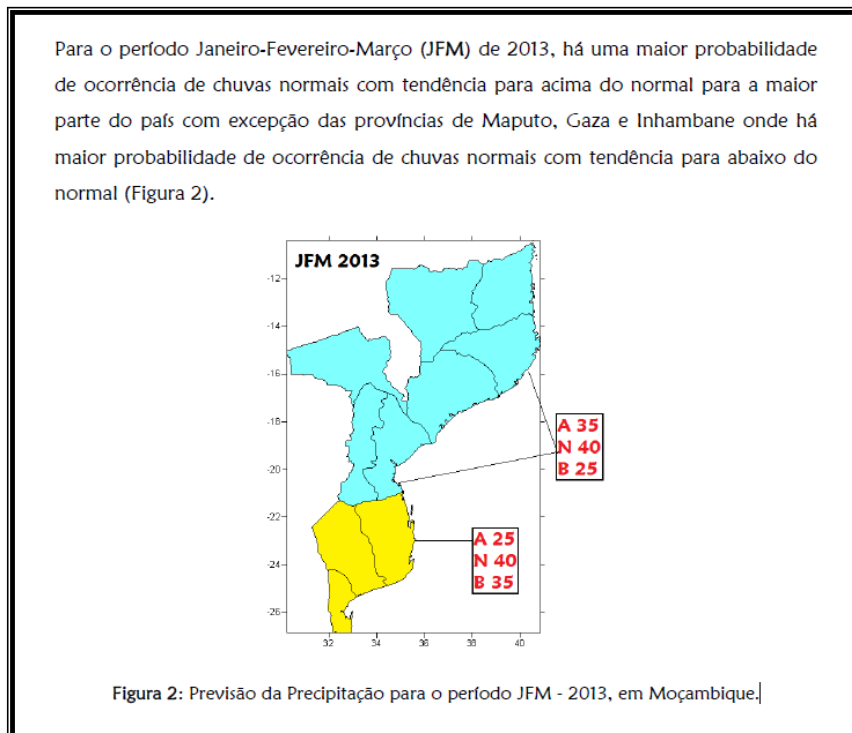 Para o período Janeiro-Fevereiro-Março (JFM) de 2013, há uma maior probabilidade
de ocorrência de chuvas normais com tendência para acima do normal para a maior
parte do país com excepção das províncias de Maputo, Gaza e Inhambane onde há
maior probabilidade de ocorrência de chuvas normais com tendência para abaixo do
normal (Figura 2).
JFM 2013
-12
-14
-16
-18
-20
-22
-24
-26
32 34 36 38 40
A 35
N 40
B 25
A 25
N 40
B 35
Figura 2: Previsão da Precipitação para o período JFM - 2013, em Moçambique.